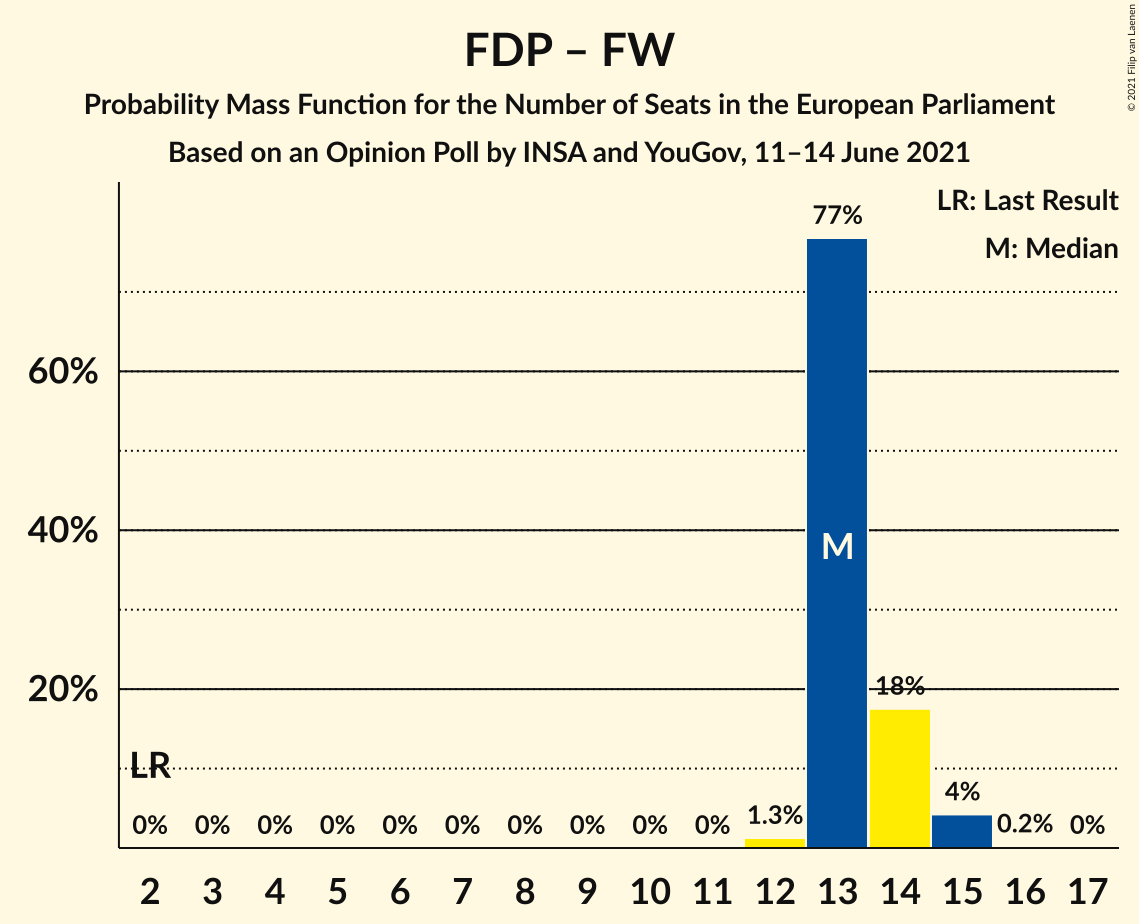 FDP – FW
Probability Mass Function for the Number of Seats in the European Parliament
Based on an Opinion Poll by INSA and YouGov, 11–14 June 2021
© 2021 Filip van Laenen
LR: Last Result
M: Median
77%
60%
40%
M
20%
18%
LR
4%
0% 0% 0% 0% 0% 0% 0% 0% 0% 0% 1.3% 0.2% 0%
2 3 4 5 6 7 8 9 10 11 12 13 14 15 16 17